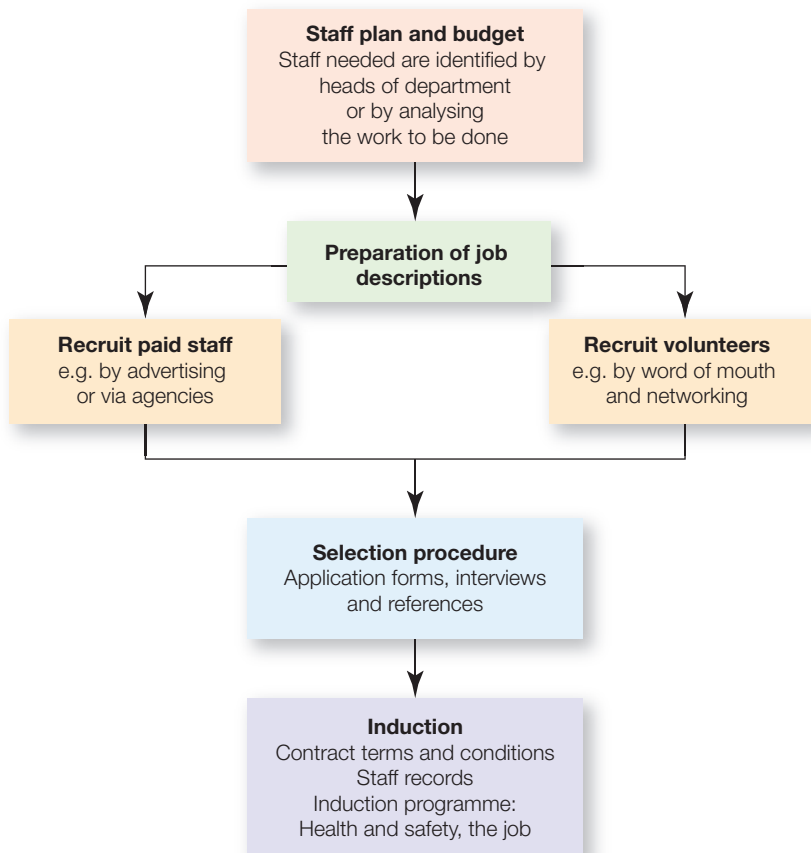 Staff plan and budget
Staff needed are identified by
heads of department
or by analysing
the work to be done
Preparation of job
descriptions
Recruit paid staff
e.g. by advertising
or via agencies
Recruit volunteers
e.g. by word of mouth
and networking
Selection procedure
Application forms, interviews
and references
Induction
Contract terms and conditions
Staff records
Induction programme:
Health and safety, the job